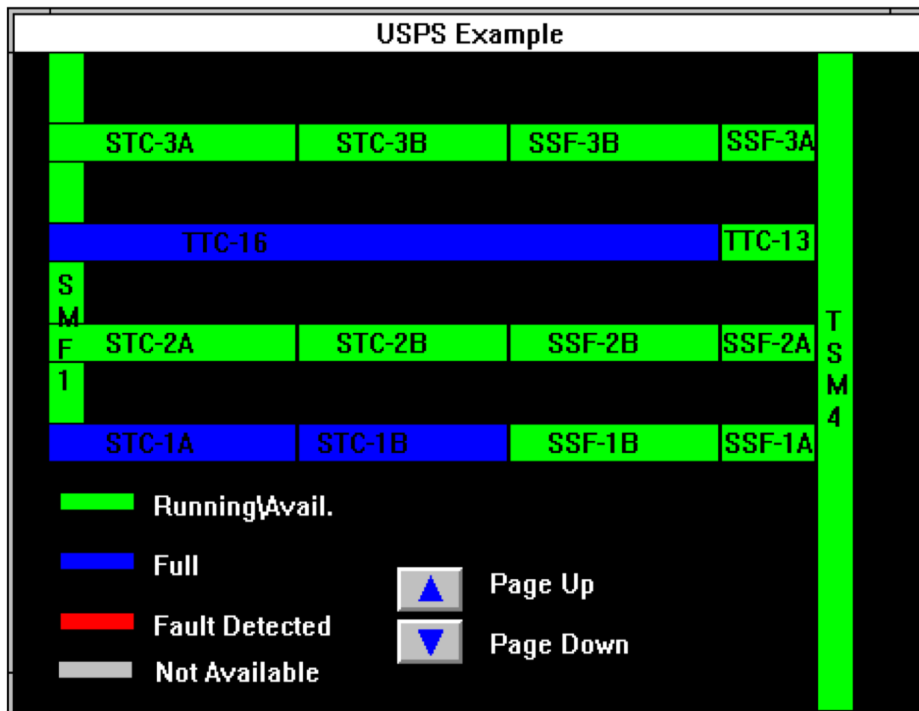 USPS Example
STC-3A STC-3B SSF-3B SSF-3A
TTC-16 TTC-13
SMF1
STC-2A STC-2B SSF-2B SSF-2A
TSM4
STC-1A STC-1B SSF-1B SSF-1A
Running\Avail.
Full
Page Up
Fault Detected
Page Down
Not Available